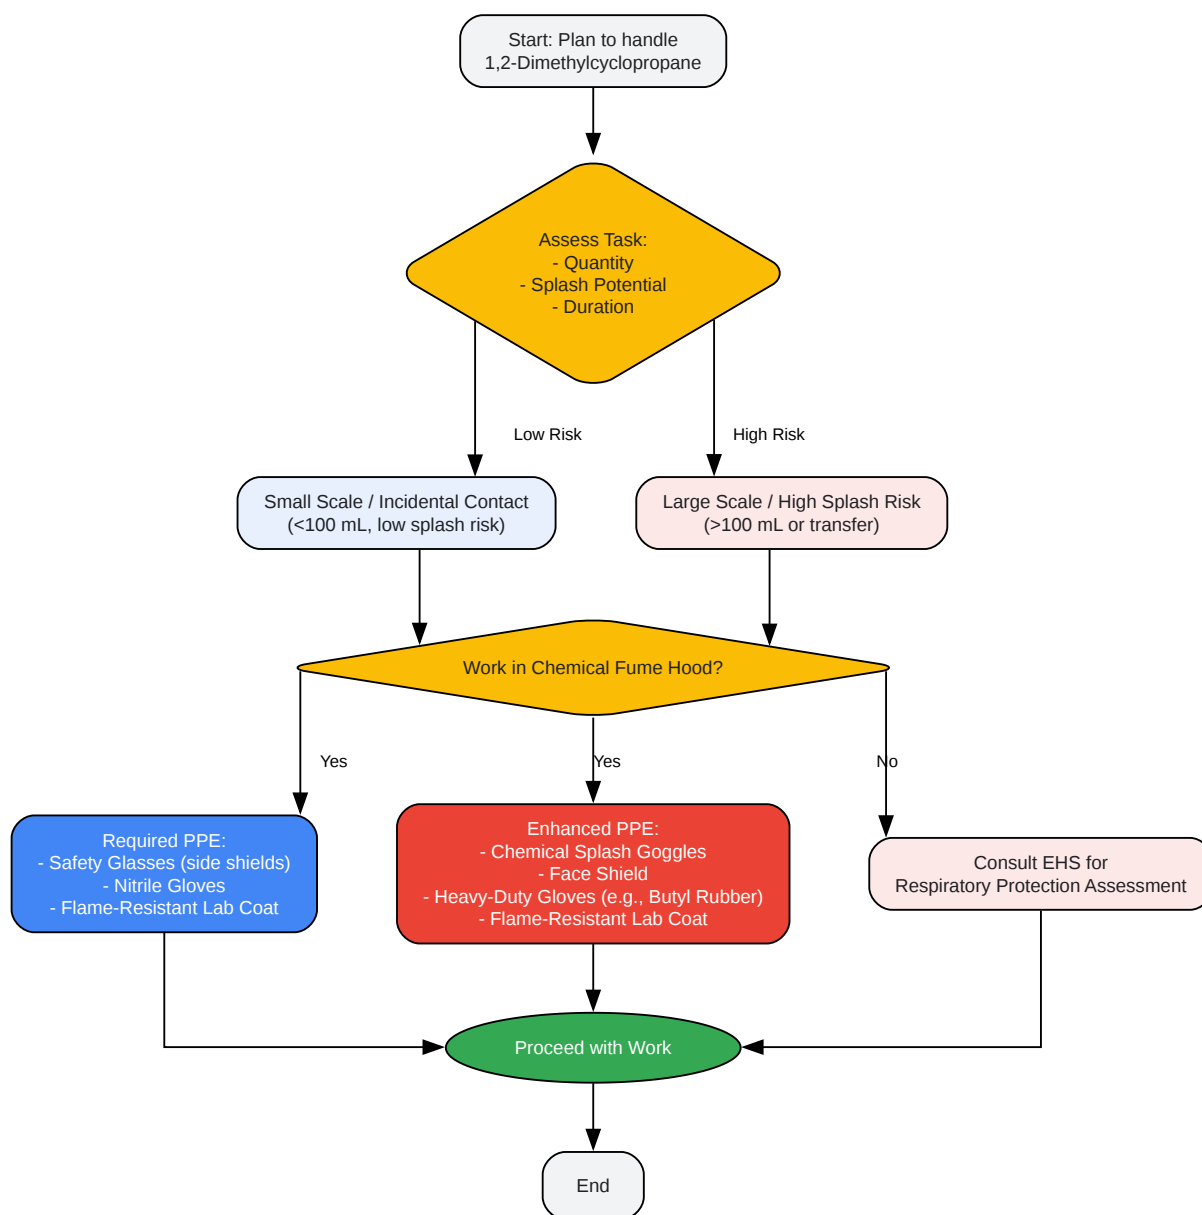 Start: Plan to handle
1,2-Dimethylcyclopropane
Assess Task:
- Quantity
- Splash Potential
- Duration
Low Risk
High Risk
Small Scale / Incidental Contact
(<100 mL, low splash risk)
Large Scale / High Splash Risk
(>100 mL or transfer)
Work in Chemical Fume Hood?
Yes
Yes
No
Required PPE:
- Safety Glasses (side shields)
- Nitrile Gloves
- Flame-Resistant Lab Coat
Enhanced PPE:
- Chemical Splash Goggles
- Face Shield
- Heavy-Duty Gloves (e.g., Butyl Rubber)
- Flame-Resistant Lab Coat
Consult EHS for
Respiratory Protection Assessment
Proceed with Work
End